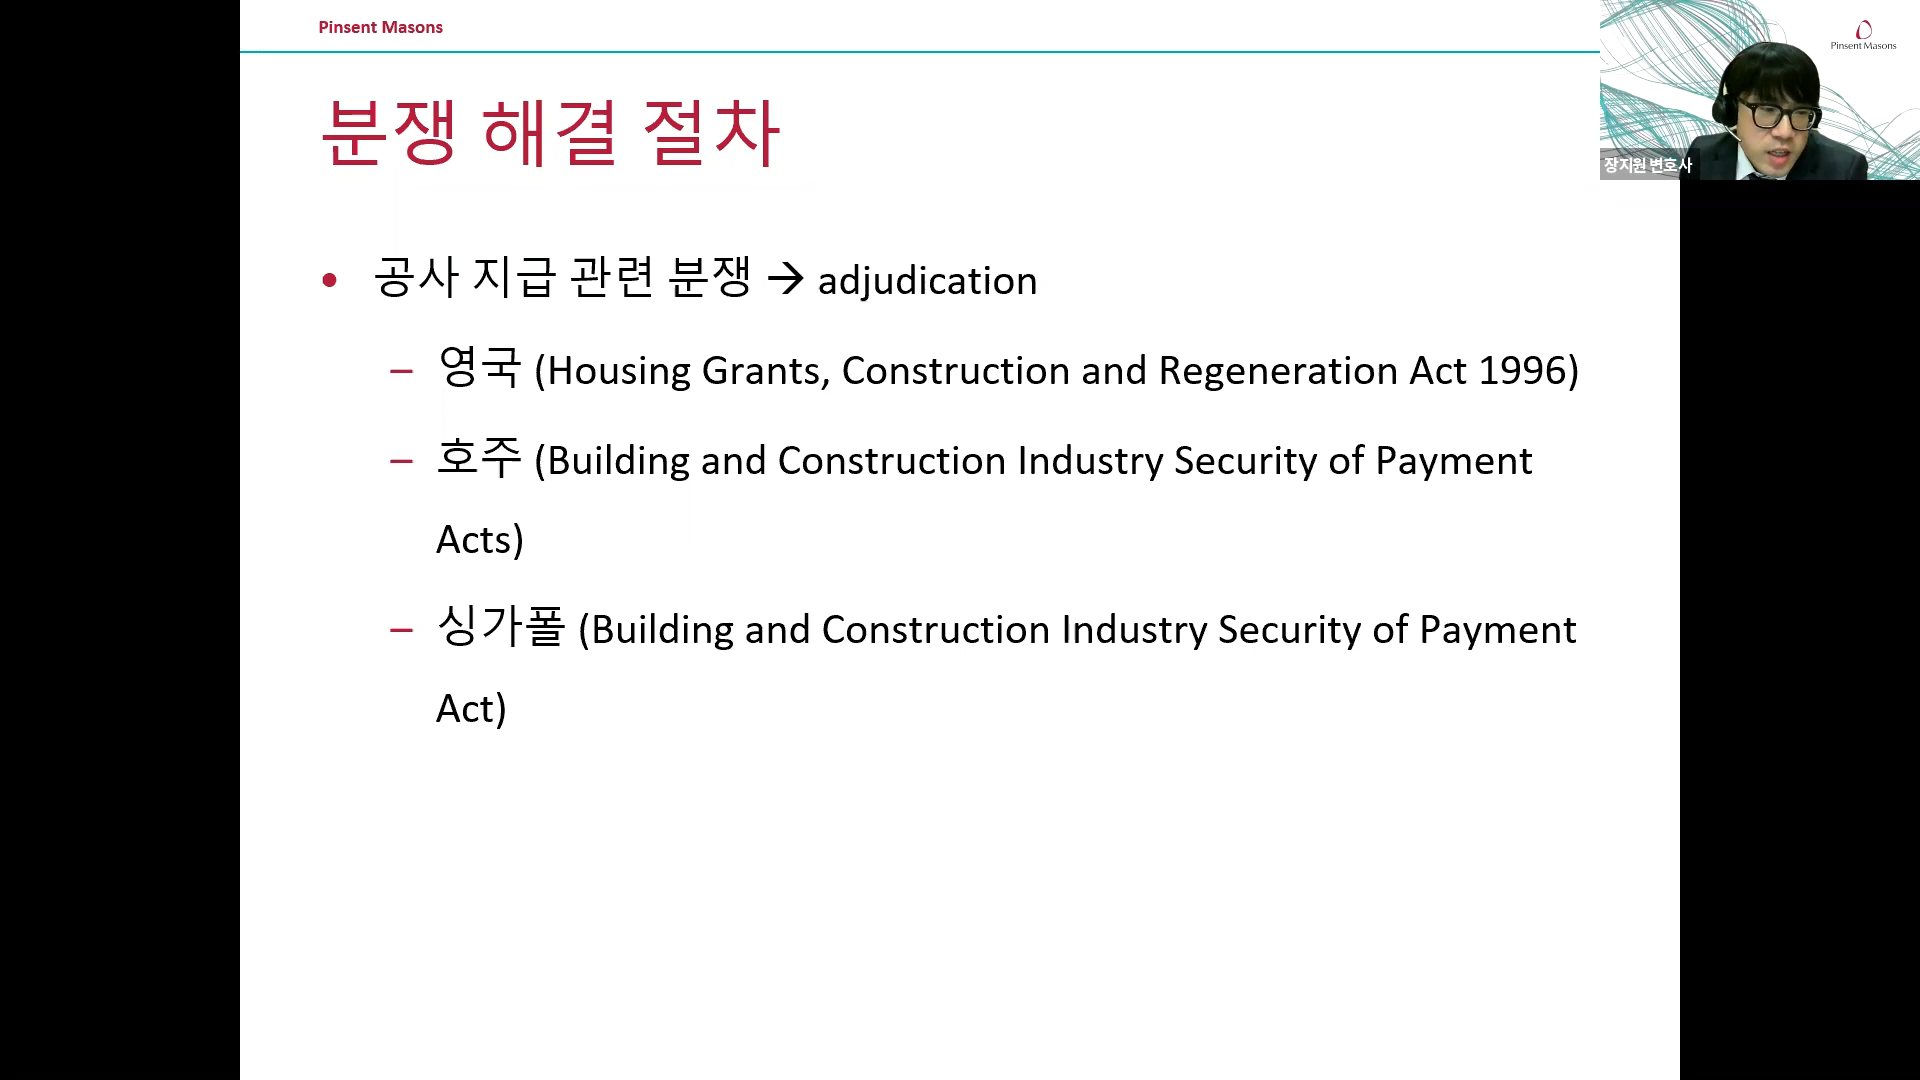 Pinsent Masons
Pinsent Masons
장지원 변호사
분쟁 해결 절차
• 공사 지급 관련 분쟁 → adjudication
– 영국 (Housing Grants, Construction and Regeneration Act 1996)
– 호주 (Building and Construction Industry Security of Payment
Acts)
– 싱가폴 (Building and Construction Industry Security of Payment
Act)